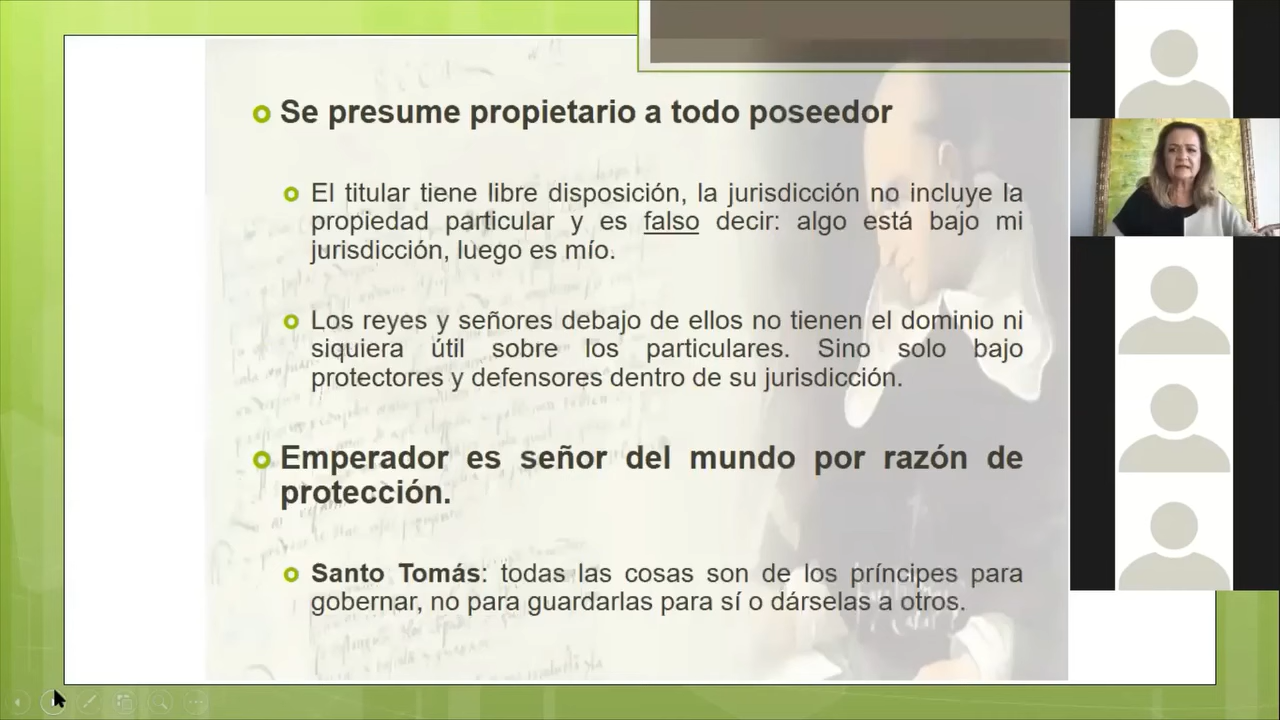 Se presume propietario a todo poseedor
El titular tiene libre disposición, la jurisdicción no incluye la
propiedad particular y es falso decir: algo está bajo mi
jurisdicción, luego es mío.
Los reyes y señores debajo de ellos no tienen el dominio ni
siquiera útil sobre los particulares. Sino solo bajo
protectores y defensores dentro de su jurisdicción.
Emperador es señor del mundo por razón de
protección.
Santo Tomás: todas las cosas son de los príncipes para
gobernar, no para guardarlas para sí o dárselas a otros.